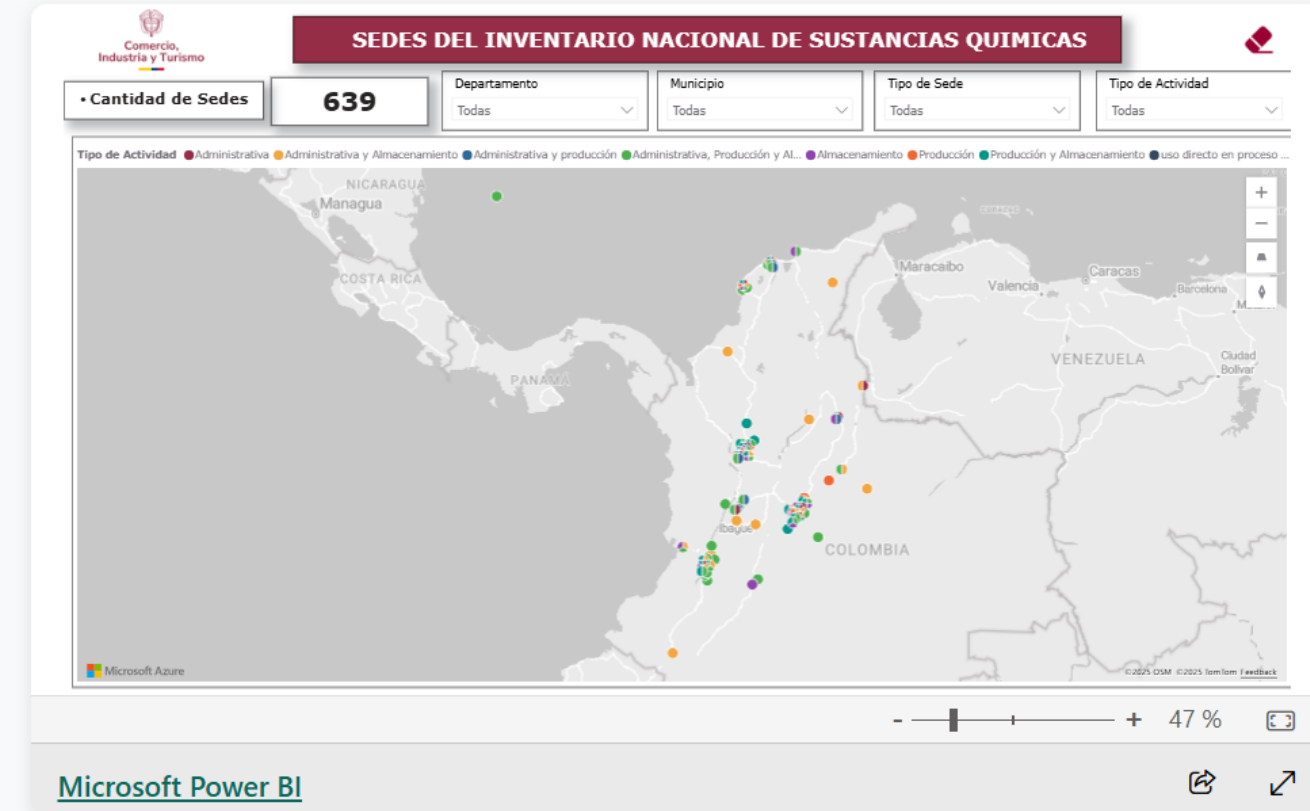 Comercio,
Industria y Turismo
SEDES DEL INVENTARIO NACIONAL DE SUSTANCIAS QUIMICAS
• Cantidad de Sedes
639
Departamento
Todas
Municipio
Todas
Tipo de Sede
Todas
Tipo de Actividad
Todas
Tipo de Actividad Administrativa Administrativa y Almacenamiento Administrativa y producción Administrativa, Producción y Al... Almacenamiento Producción Producción y Almacenamiento uso directo en proceso ...
NICARAGUA
Managua
COSTA RICA
PANAMÁ
Maracaibo
Valencia
Caracas
Barcelona
VENEZUELA
Ciudad
Bolívar
Ibagué
COLOMBIA
Microsoft Azure
©2025 OSM ©2025 TomTom Feedback
- + 47 %
Microsoft Power BI